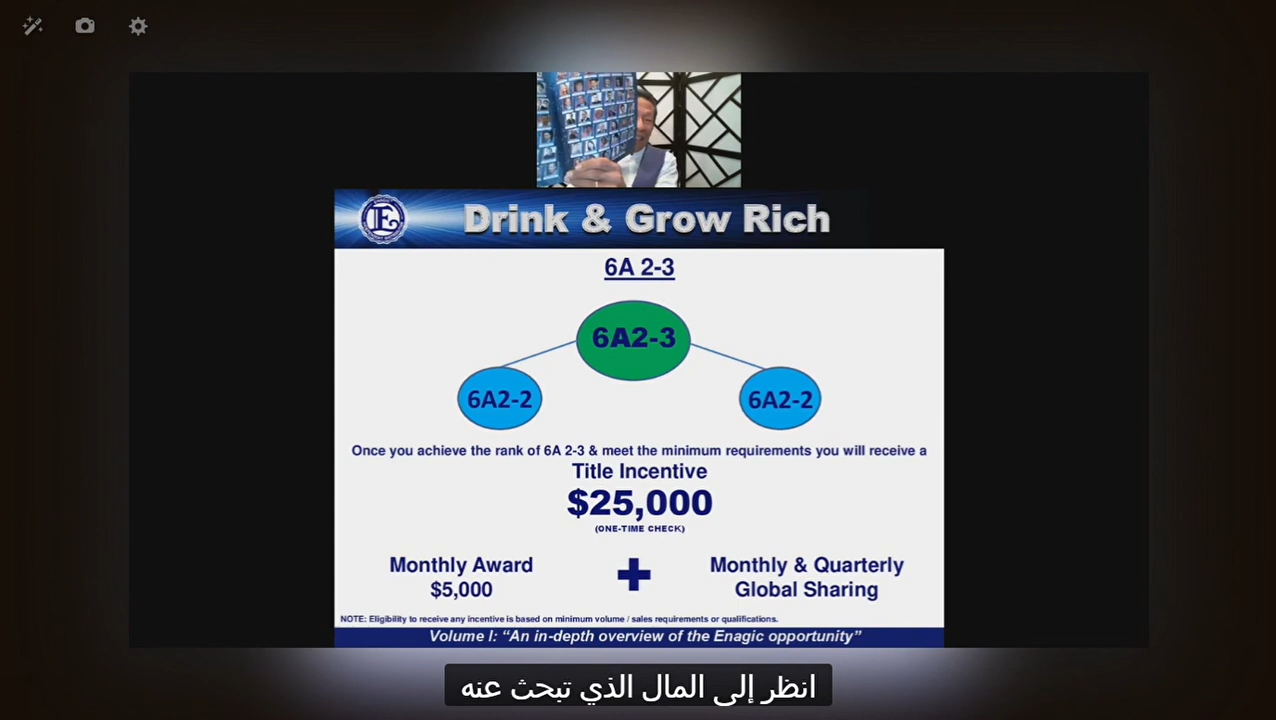 Drink & Grow Rich
6A 2-3
6A2-3
6A2-2
6A2-2
Once you achieve the rank of 6A 2-3 & meet the minimum requirements you will receive a
Title Incentive
$25,000
(ONE-TIME CHECK)
Monthly Award
$5,000
+
Monthly & Quarterly
Global Sharing
NOTE: Eligibility to receive any incentive is based on minimum volume / sales requirements or qualifications.
Volume I: “An in-depth overview of the Enagic opportunity”
انظر إلى المال الذي تبحث عنه